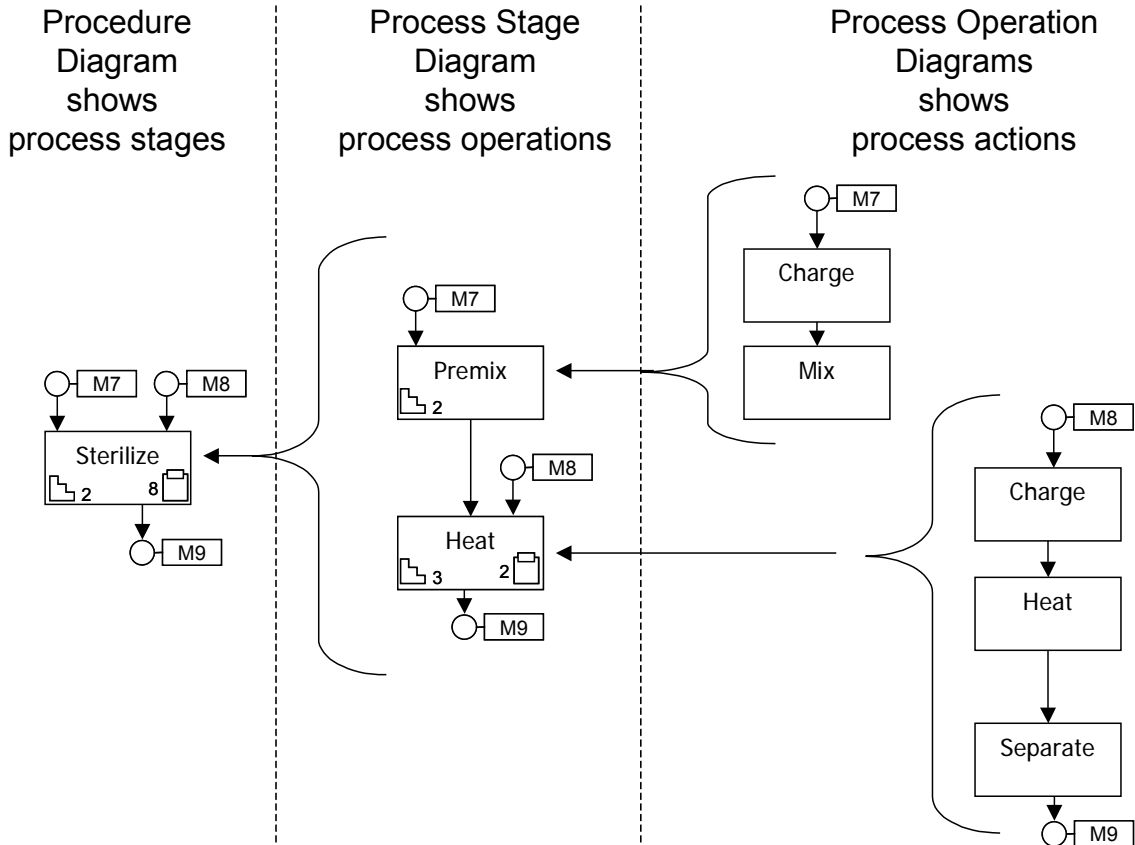 Procedure
Diagram
shows
process stages
Process Stage
Diagram
shows
process operations
Process Operation
Diagrams
shows
process actions
M7
M8
Sterilize
2
8
M9
M7
Premix
2
M8
Heat
3
2
M9
M7
Charge
Mix
M8
Charge
Heat
Separate
M9